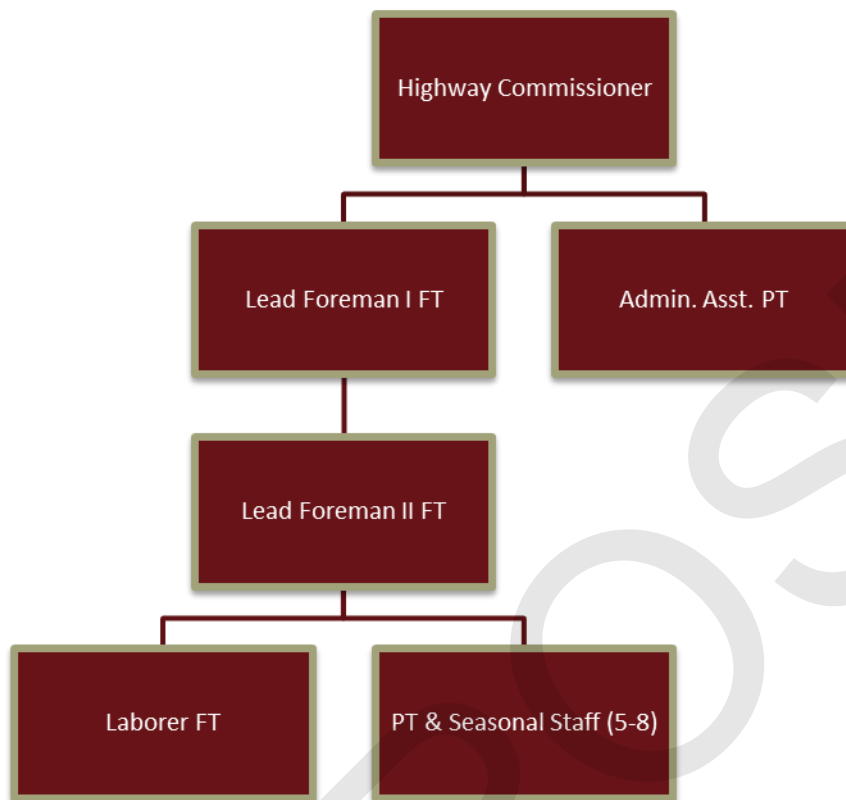 Highway Commissioner
Lead Foreman I FT
Admin. Asst. PT
Lead Foreman II FT
Laborer FT
PT & Seasonal Staff (5-8)